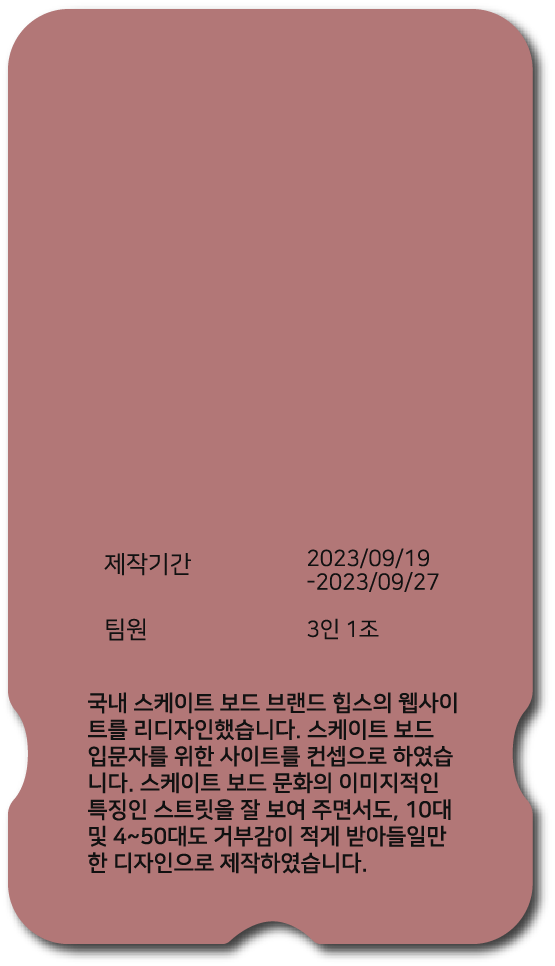 제작기간
2023/09/19
-2023/09/27
팀원
3인 1조
국내 스케이트 보드 브랜드 힙스의 웹사이
트를 리디자인했습니다. 스케이트 보드
입문자를 위한 사이트를 컨셉으로 하였습
니다. 스케이트 보드 문화의 이미지적인
특징인 스트릿을 잘 보여 주면서도, 10대
및 4~50대도 거부감이 적게 받아들일만
한 디자인으로 제작하였습니다.